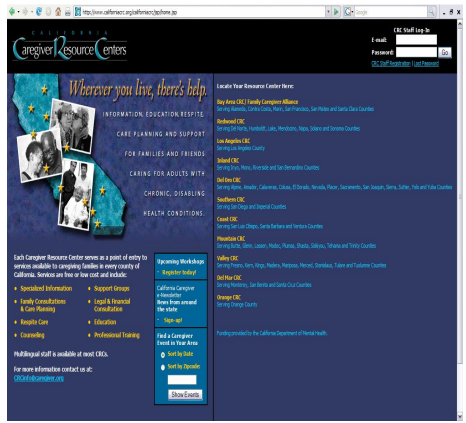 http://www.californiacrc.org/californiacrc/jsp/home.jsp
Google
CALIFORNIA
Caregiver Resource Centers
CRC Staff Log-In
E-mail:
Password:
Go
CRC Staff Registration | Lost Password
Wherever you live, there's help.
INFORMATION, EDUCATION, RESPITE,
CARE PLANNING AND SUPPORT
FOR FAMILIES AND FRIENDS
CARING FOR ADULTS WITH
CHRONIC, DISABLING
HEALTH CONDITIONS.
Each Caregiver Resource Center serves as a point of entry to
services available to caregiving families in every county of
California. Services are free or low cost and include:
Specialized Information
Family Consultations
& Care Planning
Respite Care
Counseling
Support Groups
Legal & Financial
Consultation
Education
Professional Training
Multilingual staff is available at most CRCs.
For more information contact us at:
CRCinfo@caregiver.org
Upcoming Workshops
- Register today!
California Caregiver
e-Newsletter
News from around
the state
- Sign-up!
Find a Caregiver
Event in Your Area
Sort by Date
Sort by Zipcode:
Show Events
Locate Your Resource Center Here:
Bay Area CRC/ Family Caregiver Alliance
Serving Alameda, Contra Costa, Marin, San Francisco, San Mateo and Santa Clara Counties
Redwood CRC
Serving Del Norte, Humboldt, Lake, Mendocino, Napa, Solano and Sonoma Counties
Los Angeles CRC
Serving Los Angeles County
Inland CRC
Serving Inyo, Mono, Riverside and San Bernardino Counties
Del Oro CRC
Serving Alpine, Amador, Calaveras, Colusa, El Dorado, Nevada, Placer, Sacramento, San Joaquin, Sierra, Sutter, Yolo and Yuba Counties
Southern CRC
Serving San Diego and Imperial Counties
Coast CRC
Serving San Luis Obispo, Santa Barbara and Ventura Counties
Mountain CRC
Serving Butte, Glenn, Lassen, Modoc, Plumas, Shasta, Siskiyou, Tehama and Trinity Counties
Valley CRC
Serving Fresno, Kern, Kings, Madera, Mariposa, Merced, Stanislaus, Tulare and Tuolumne Counties
Del Mar CRC
Serving Monterey, San Benito and Santa Cruz Counties
Orange CRC
Serving Orange County
Funding provided by the California Department of Mental Health.